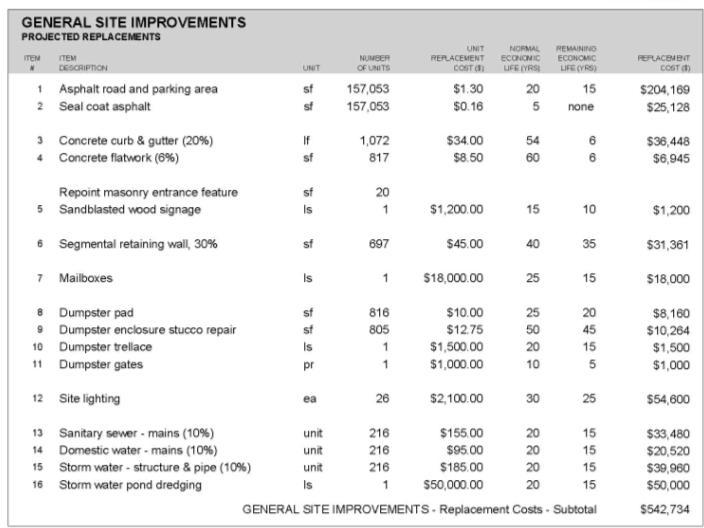 GENERAL SITE IMPROVEMENTS
PROJECTED REPLACEMENTS
UNIT NORMAL REMAINING
ITEM ITEM NUMBER REPLACEMENT ECONOMIC ECONOMIC REPLACEMENT
# DESCRIPTION UNIT OF UNITS COST ($) LIFE (YRS) LIFE (YRS) COST ($)
1 Asphalt road and parking area sf 157,053 $1.30 20 15 $204,169
2 Seal coat asphalt sf 157,053 $0.16 5 none $25,128
3 Concrete curb & gutter (20%) lf 1,072 $34.00 54 6 $36,448
4 Concrete flatwork (6%) sf 817 $8.50 60 6 $6,945
Repoint masonry entrance feature sf 20
5 Sandblasted wood signage ls 1 $1,200.00 15 10 $1,200
6 Segmental retaining wall, 30% sf 697 $45.00 40 35 $31,361
7 Mailboxes ls 1 $18,000.00 25 15 $18,000
8 Dumpster pad sf 816 $10.00 25 20 $8,160
9 Dumpster enclosure stucco repair sf 805 $12.75 50 45 $10,264
10 Dumpster trellace ls 1 $1,500.00 20 15 $1,500
11 Dumpster gates pr 1 $1,000.00 10 5 $1,000
12 Site lighting ea 26 $2,100.00 30 25 $54,600
13 Sanitary sewer - mains (10%) unit 216 $155.00 20 15 $33,480
14 Domestic water - mains (10%) unit 216 $95.00 20 15 $20,520
15 Storm water - structure & pipe (10%) unit 216 $185.00 20 15 $39,960
16 Storm water pond dredging ls 1 $50,000.00 20 15 $50,000
GENERAL SITE IMPROVEMENTS - Replacement Costs - Subtotal $542,734